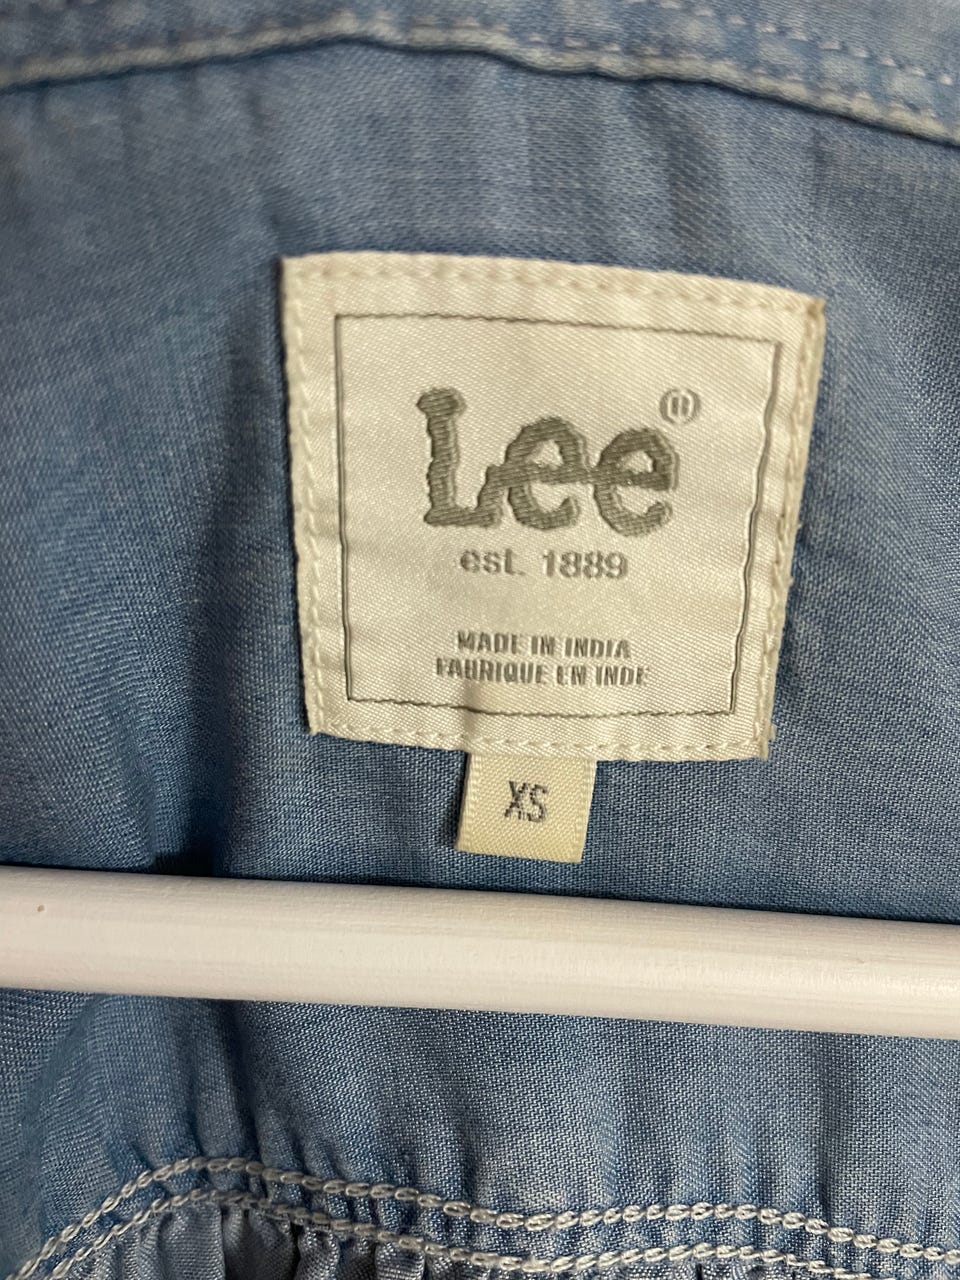 Lee®
est. 1889
MADE IN INDIA
FABRIQUE EN INDE
XS